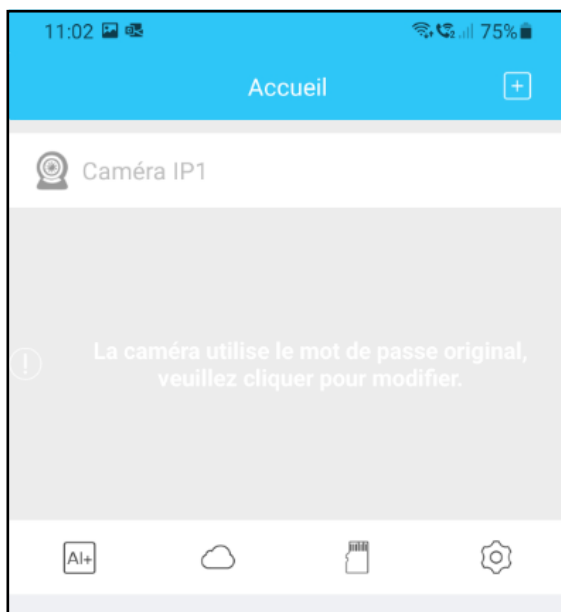 11:02 75%
Accueil
Caméra IP1
La caméra utilise le mot de passe original,
veuillez cliquer pour modifier.
AI+